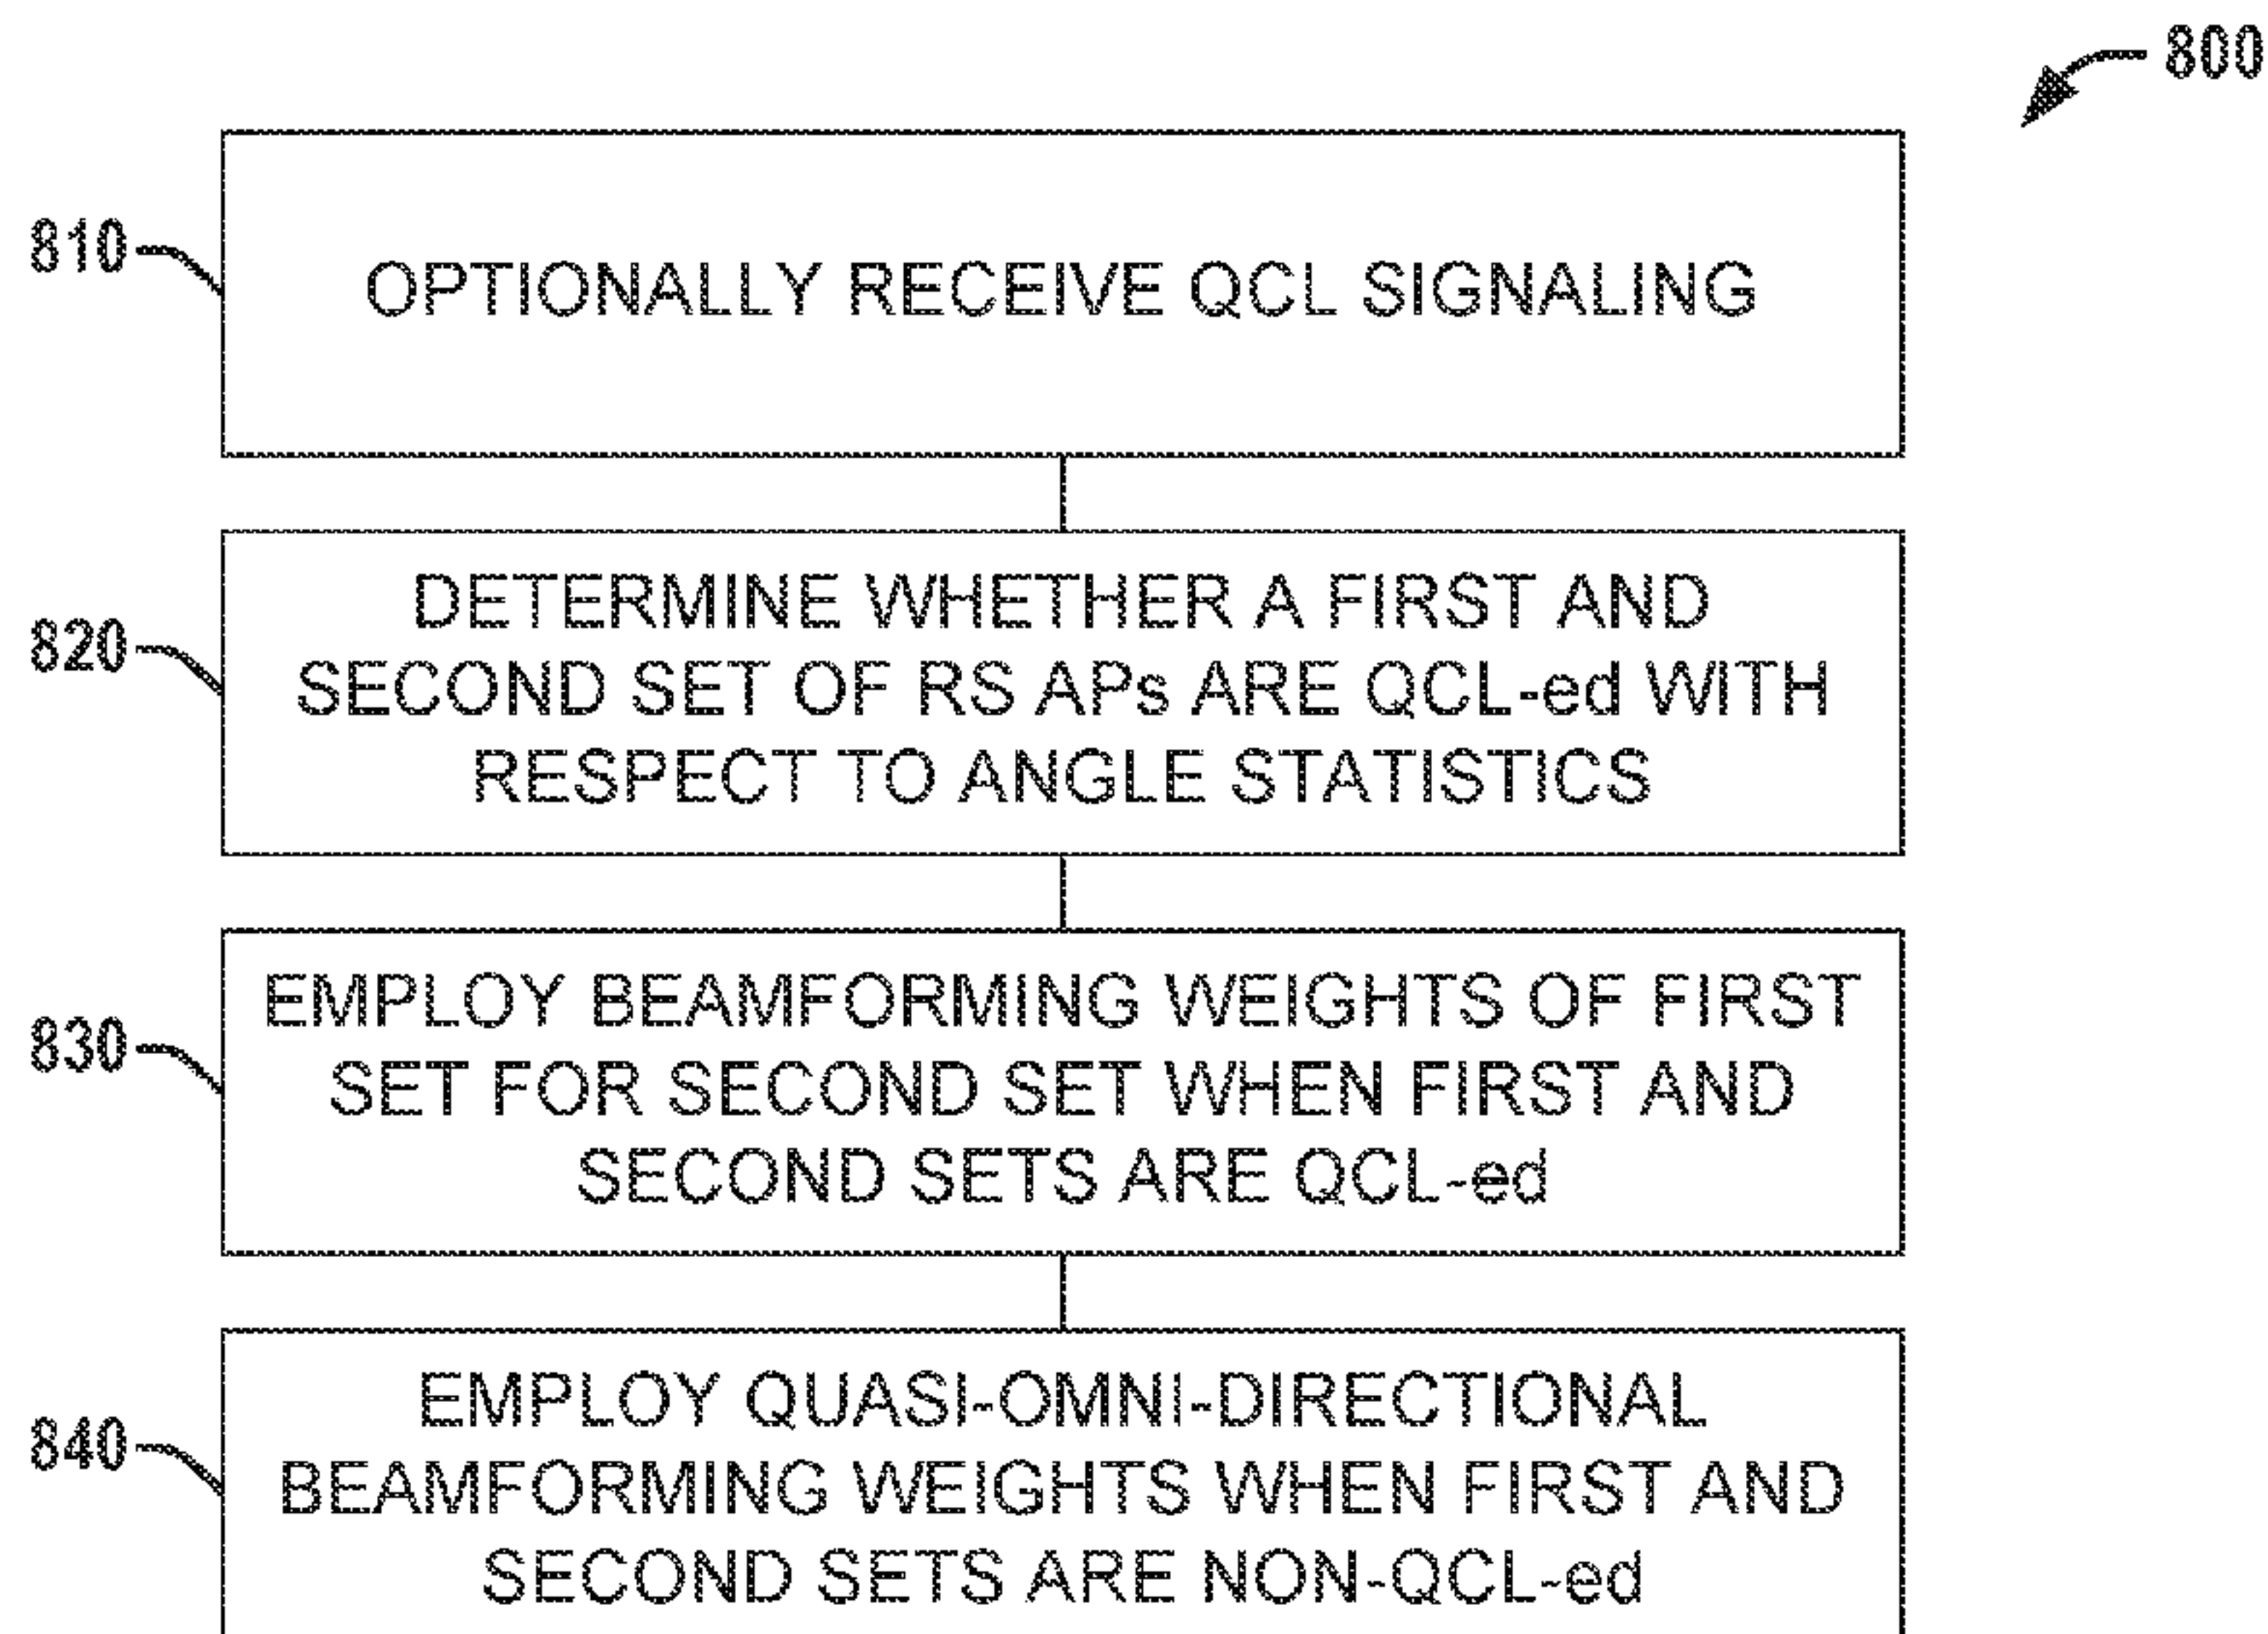 800
810
OPTIONALLY RECEIVE QCL SIGNALING
820
DETERMINE WHETHER A FIRST AND
SECOND SET OF RS APs ARE QCL-ed WITH
RESPECT TO ANGLE STATISTICS
830
EMPLOY BEAMFORMING WEIGHTS OF FIRST
SET FOR SECOND SET WHEN FIRST AND
SECOND SETS ARE QCL-ed
840
EMPLOY QUASI-OMNI-DIRECTIONAL
BEAMFORMING WEIGHTS WHEN FIRST AND
SECOND SETS ARE NON-QCL-ed